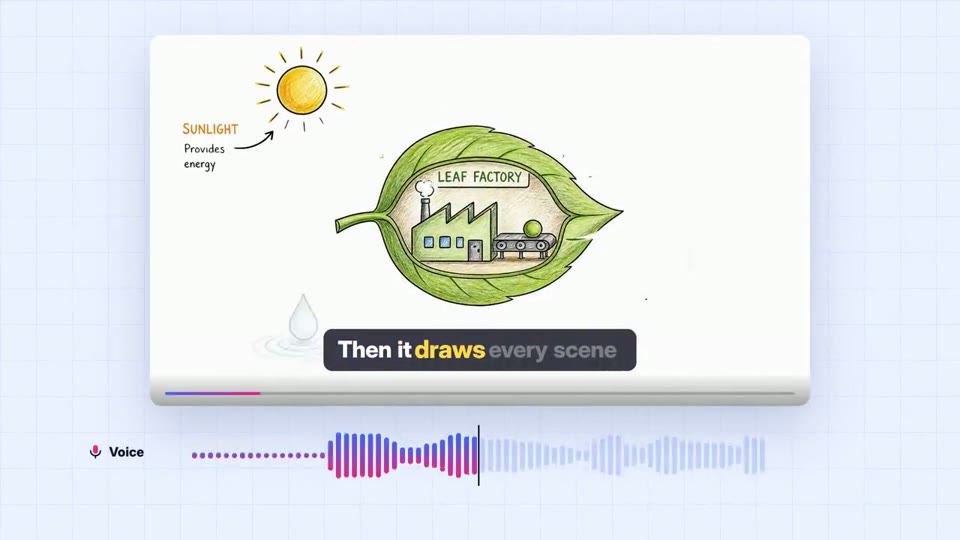 SUNLIGHT
Provides
energy
LEAF FACTORY
Then it draws every scene
Voice